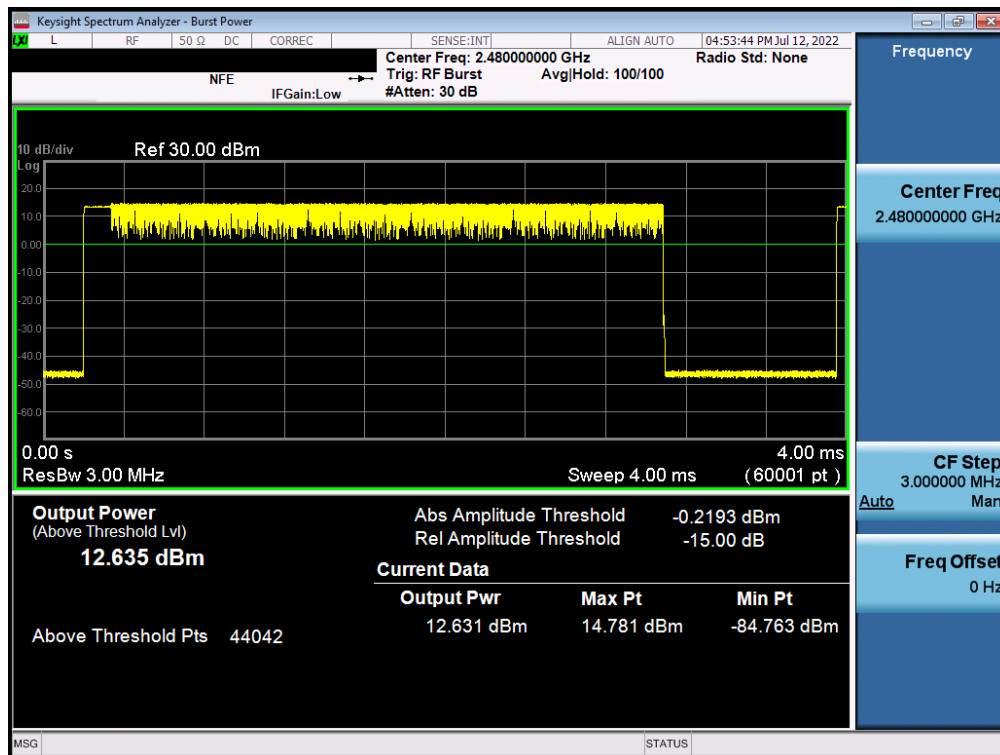 Keysight Spectrum Analyzer - Burst Power
LXI L RF 50 Ω DC CORREC SENSE:INT ALIGN AUTO 04:53:44 PM Jul 12, 2022
Center Freq: 2.480000000 GHz Radio Std: None
NFE Trig: RF Burst Avg|Hold: 100/100
IFGain:Low #Atten: 30 dB
Frequency
10 dB/div Ref 30.00 dBm
Log
20.0
10.0
0.00
-10.0
-20.0
-30.0
-40.0
-50.0
-60.0
0.00 s 4.00 ms
ResBw 3.00 MHz Sweep 4.00 ms (60001 pt)
Center Freq
2.480000000 GHz
CF Step
3.000000 MHz
Auto Man
Freq Offset
0 Hz
Output Power
(Above Threshold Lvl)
12.635 dBm
Above Threshold Pts 44042
Abs Amplitude Threshold -0.2193 dBm
Rel Amplitude Threshold -15.00 dB
Current Data
Output Pwr Max Pt Min Pt
12.631 dBm 14.781 dBm -84.763 dBm
MSG STATUS